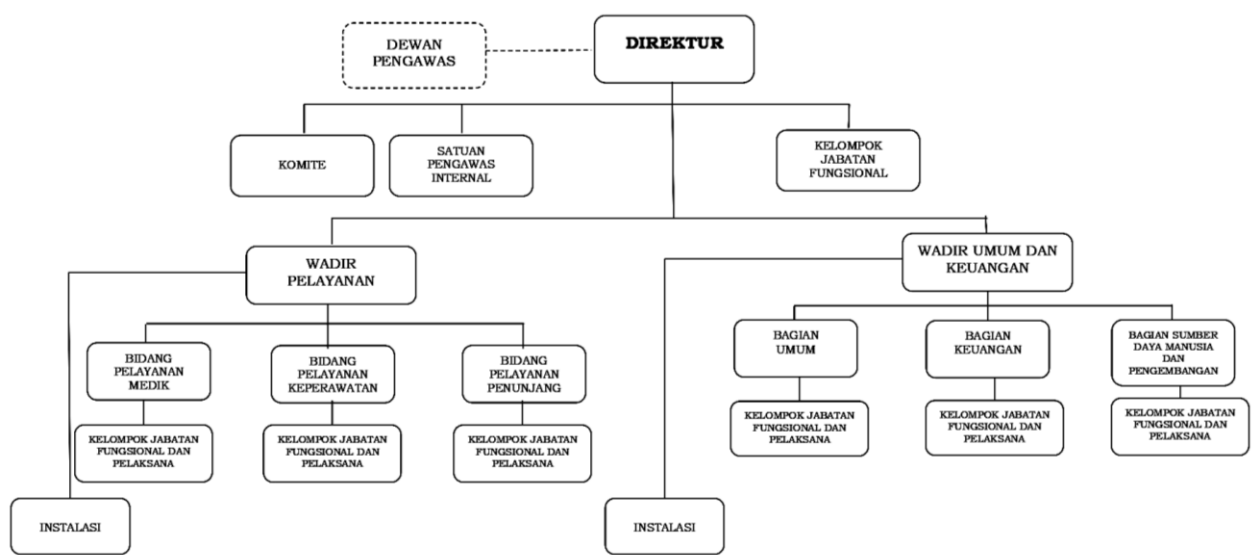 DEWAN
PENGAWAS
DIREKTUR
KOMITE
SATUAN
PENGAWAS
INTERNAL
KELOMPOK
JABATAN
FUNGSIONAL
WADIR
PELAYANAN
WADIR UMUM DAN
KEUANGAN
BIDANG
PELAYANAN
MEDIK
BIDANG
PELAYANAN
KEPERAWATAN
BIDANG
PELAYANAN
PENUNJANG
BAGIAN
UMUM
BAGIAN
KEUANGAN
BAGIAN SUMBER
DAYA MANUSIA
DAN
PENGEMBANGAN
KELOMPOK JABATAN
FUNGSIONAL DAN
PELAKSANA
KELOMPOK JABATAN
FUNGSIONAL DAN
PELAKSANA
KELOMPOK JABATAN
FUNGSIONAL DAN
PELAKSANA
KELOMPOK JABATAN
FUNGSIONAL DAN
PELAKSANA
KELOMPOK JABATAN
FUNGSIONAL DAN
PELAKSANA
KELOMPOK JABATAN
FUNGSIONAL DAN
PELAKSANA
INSTALASI
INSTALASI